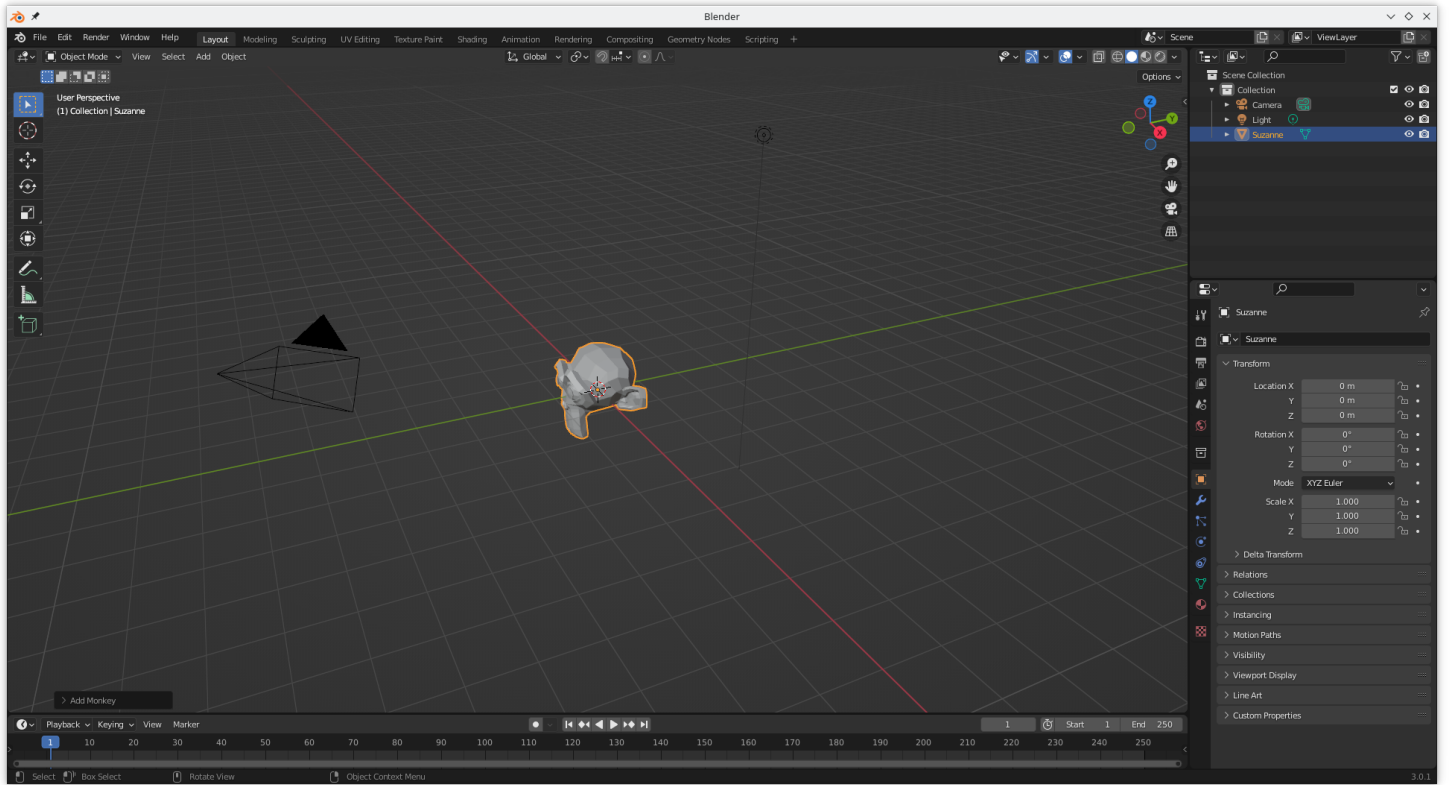 Blender
File Edit Render Window Help Layout Modeling Sculpting UV Editing Texture Paint Shading Animation Rendering Compositing Geometry Nodes Scripting + Scene ViewLayer
Object Mode View Select Add Object Global
Options
User Perspective
(1) Collection | Suzanne
Z
Y
X
Scene Collection
Collection
Camera
Light
Suzanne
Suzanne
Suzanne
Transform
Location X 0 m
Y 0 m
Z 0 m
Rotation X 0°
Y 0°
Z 0°
Mode XYZ Euler
Scale X 1.000
Y 1.000
Z 1.000
Delta Transform
Relations
Collections
Instancing
Motion Paths
Visibility
Viewport Display
Line Art
Custom Properties
Add Monkey
Playback Keying View Marker 1 Start 1 End 250
1 10 20 30 40 50 60 70 80 90 100 110 120 130 140 150 160 170 180 190 200 210 220 230 240 250
Select Box Select Rotate View Object Context Menu 3.0.1